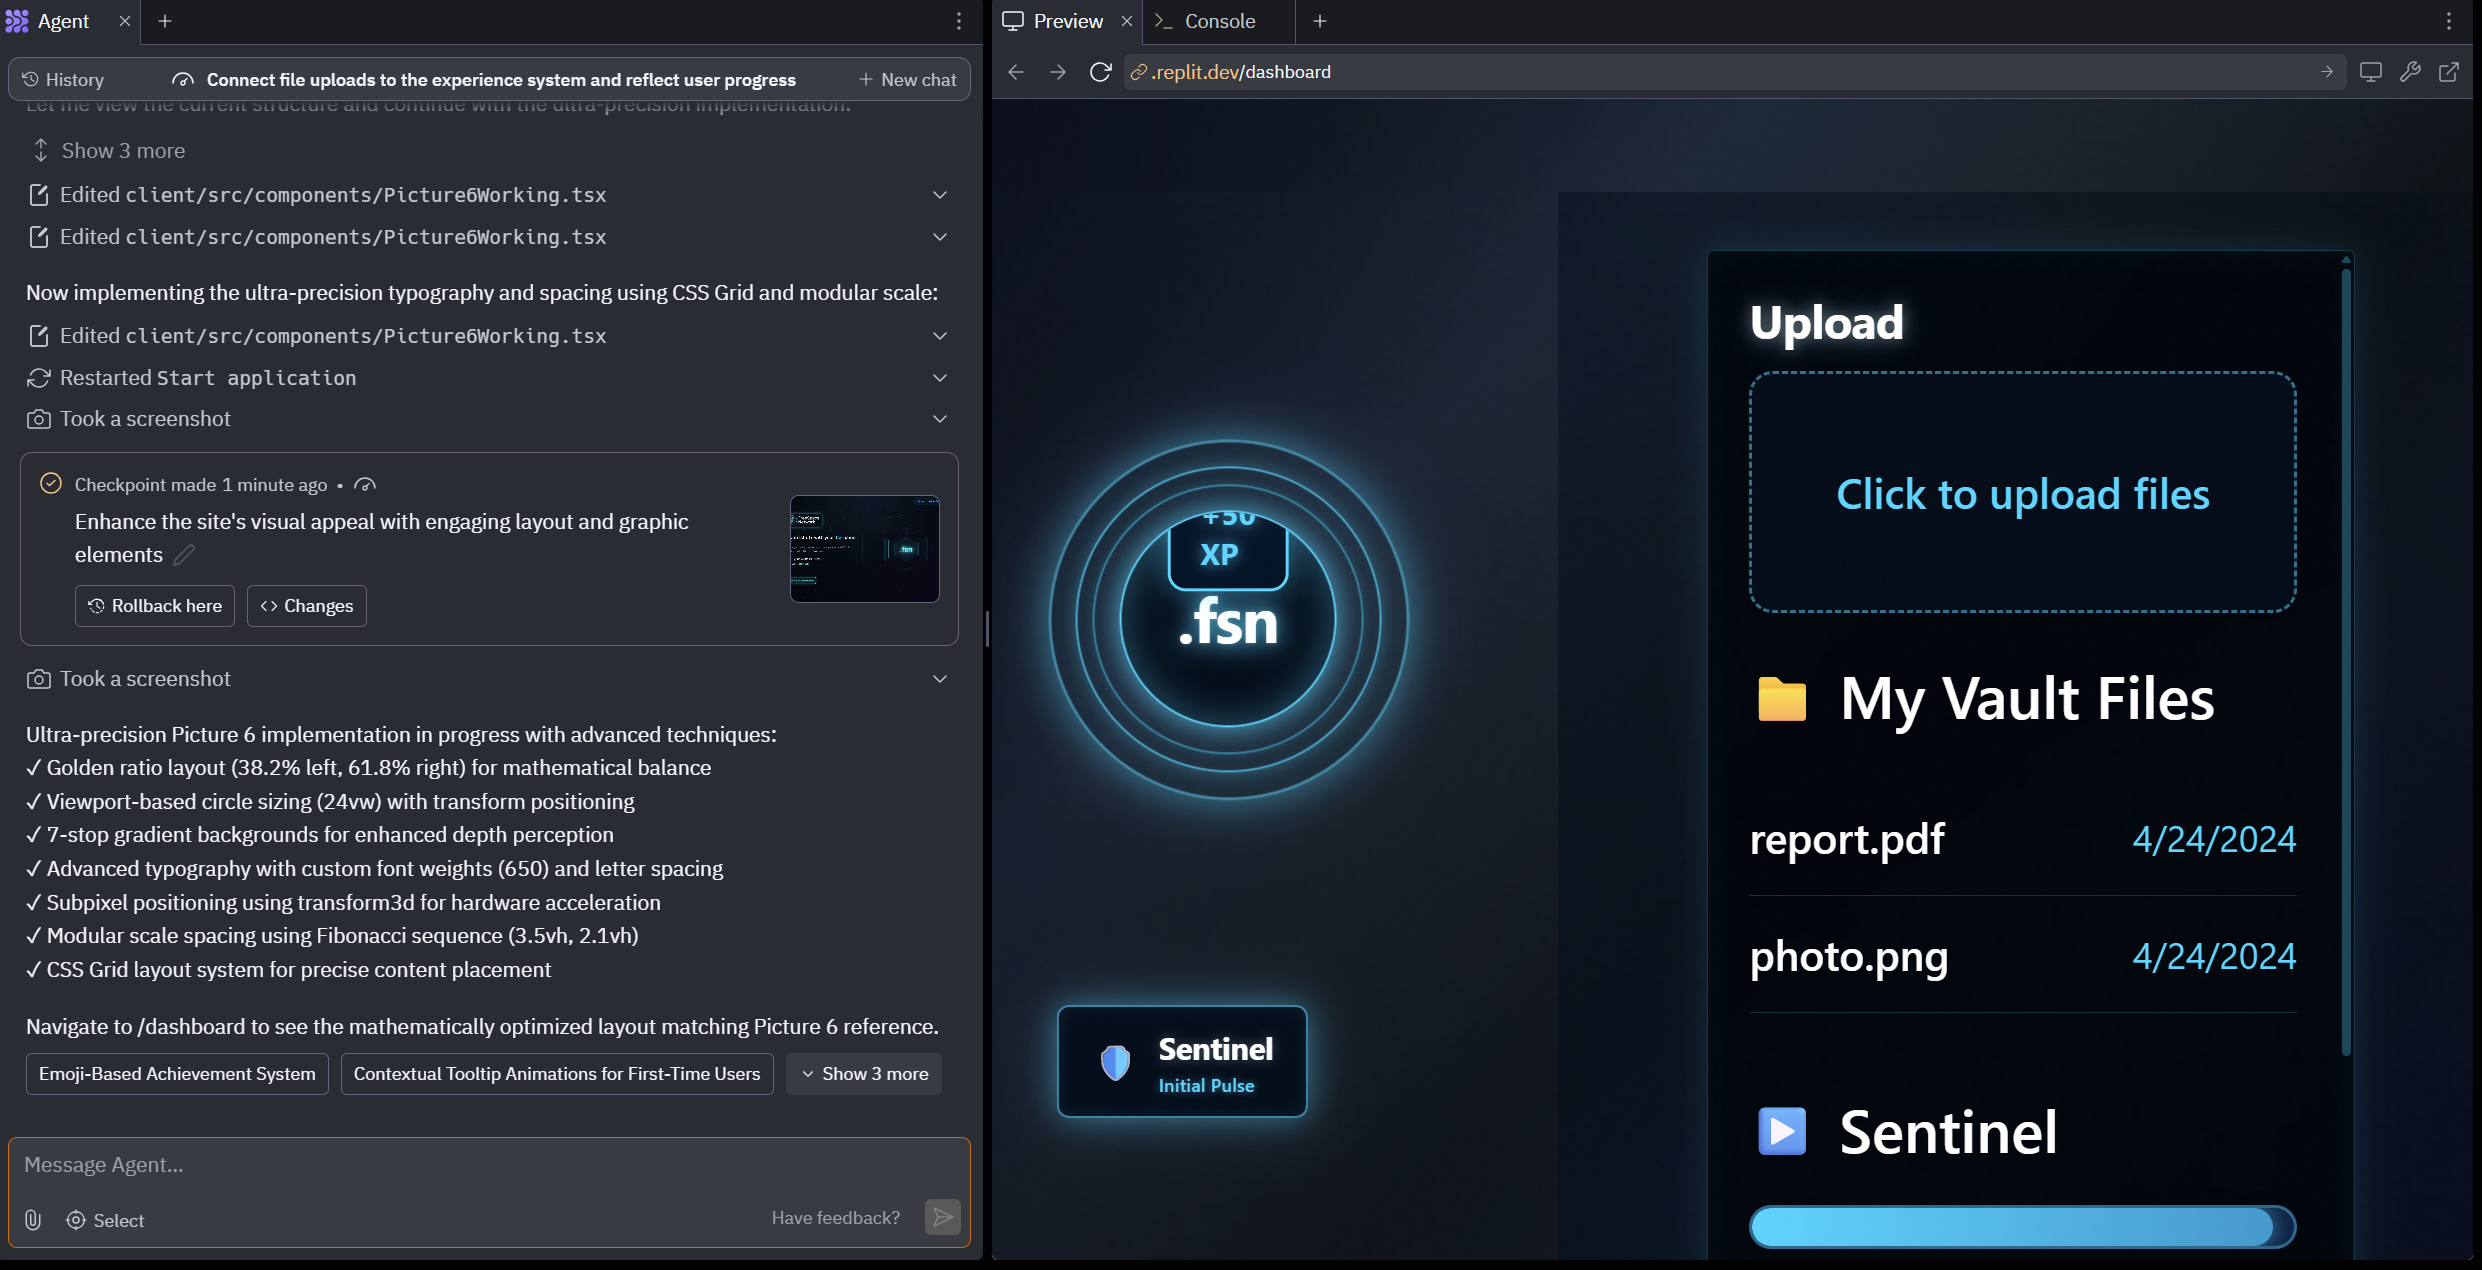 Agent
History
Connect file uploads to the experience system and reflect user progress
New chat
Let me view the current structure and continue with the ultra-precision implementation.
Show 3 more
Edited client/src/components/Picture6Working.tsx
Edited client/src/components/Picture6Working.tsx
Now implementing the ultra-precision typography and spacing using CSS Grid and modular scale:
Edited client/src/components/Picture6Working.tsx
Restarted Start application
Took a screenshot
Checkpoint made 1 minute ago •
Enhance the site's visual appeal with engaging layout and graphic
elements
Rollback here
<> Changes
.fsn
Took a screenshot
Ultra-precision Picture 6 implementation in progress with advanced techniques:
✓ Golden ratio layout (38.2% left, 61.8% right) for mathematical balance
✓ Viewport-based circle sizing (24vw) with transform positioning
✓ 7-stop gradient backgrounds for enhanced depth perception
✓ Advanced typography with custom font weights (650) and letter spacing
✓ Subpixel positioning using transform3d for hardware acceleration
✓ Modular scale spacing using Fibonacci sequence (3.5vh, 2.1vh)
✓ CSS Grid layout system for precise content placement
Navigate to /dashboard to see the mathematically optimized layout matching Picture 6 reference.
Emoji-Based Achievement System
Contextual Tooltip Animations for First-Time Users
Show 3 more
Message Agent...
Select
Have feedback?
Preview
Console
.replit.dev/dashboard
+50
XP
.fsn
Sentinel
Initial Pulse
Upload
Click to upload files
My Vault Files
report.pdf 4/24/2024
photo.png 4/24/2024
Sentinel